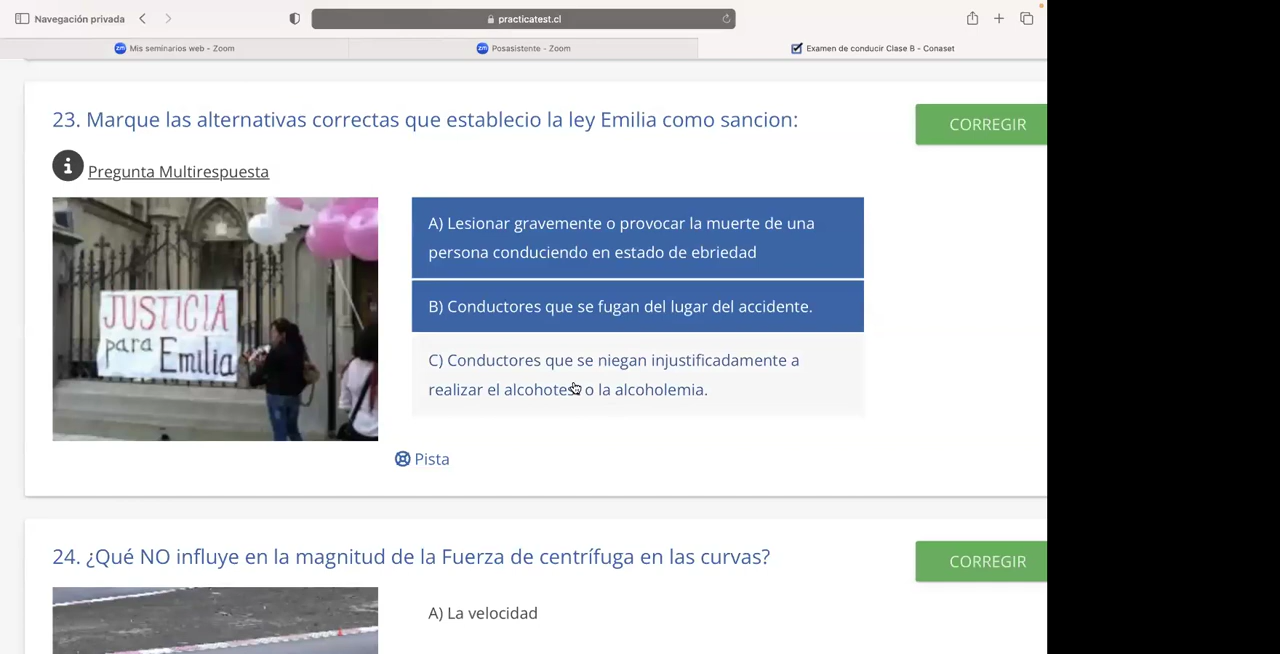 Navegación privada
practicatest.cl
Mis seminarios web - Zoom
Posasistente - Zoom
Examen de conducir Clase B - Conaset
23. Marque las alternativas correctas que establecio la ley Emilia como sancion:
CORREGIR
Pregunta Multirespuesta
JUSTICIA
para Emilia
A) Lesionar gravemente o provocar la muerte de una
persona conduciendo en estado de ebriedad
B) Conductores que se fugan del lugar del accidente.
C) Conductores que se niegan injustificadamente a
realizar el alcohotest o la alcoholemia.
Pista
24. ¿Qué NO influye en la magnitud de la Fuerza de centrífuga en las curvas?
CORREGIR
A) La velocidad